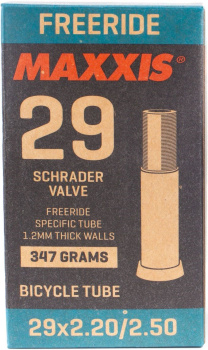 FREERIDE
MAXXIS®
29
SCHRADER
VALVE
FREERIDE
SPECIFIC TUBE
1.2MM THICK WALLS
347 GRAMS
BICYCLE TUBE
29x2.20/2.50